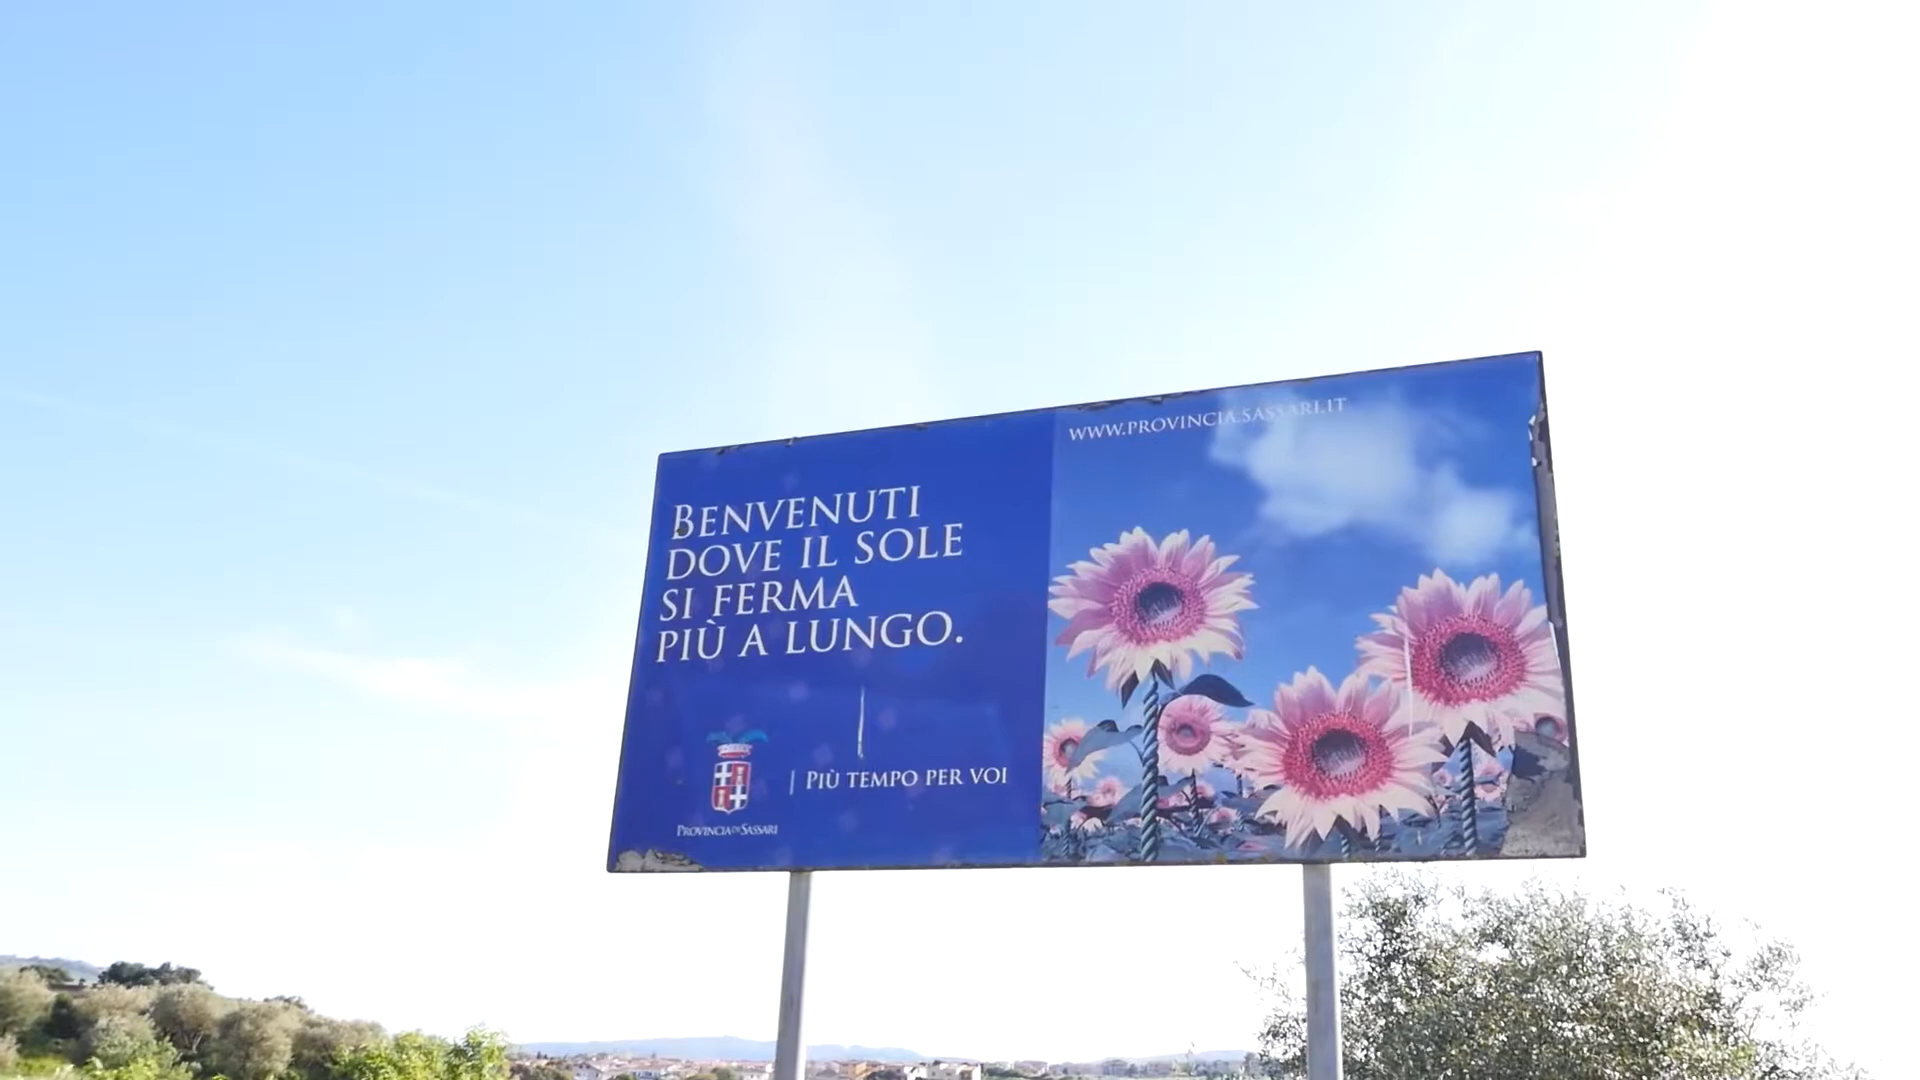 WWW.PROVINCIA.SASSARI.IT
BENVENUTI
DOVE IL SOLE
SI FERMA
PIÙ A LUNGO.
| PIÙ TEMPO PER VOI
PROVINCIA DI SASSARI